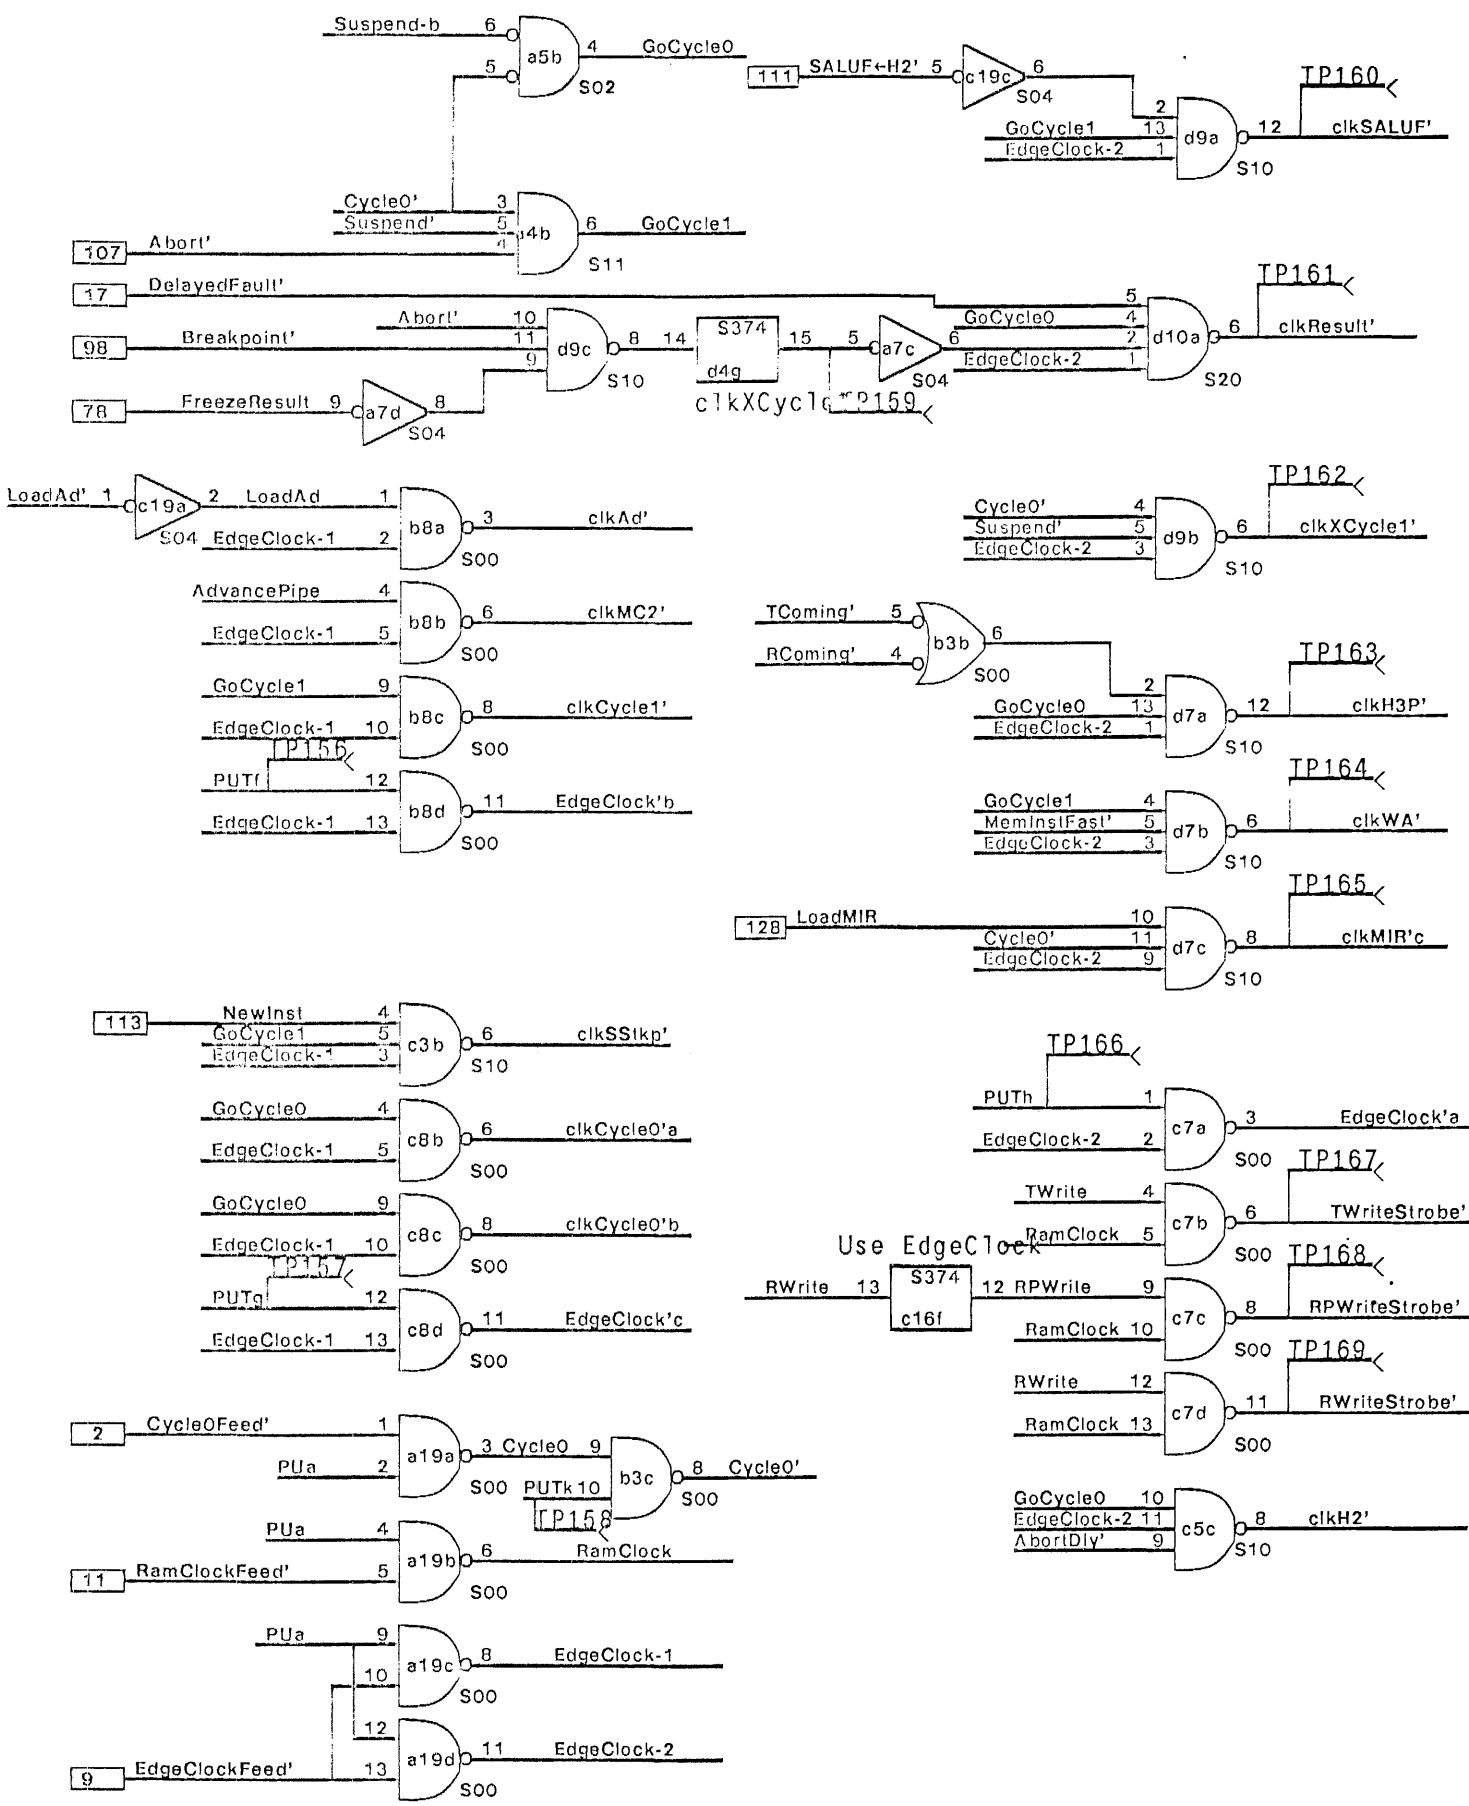 Suspend-b 6
5
a5b
4 GoCycle0
S02
111 SALUF←H2' 5 c19c 6
S04
TP160
2
GoCycle1 13
EdgeClock-2 1
d9a
12 clkSALUF'
S10
Cycle0' 3
Suspend' 5
4
107 Abort'
4b
6 GoCycle1
S11
17 DelayedFault'
TP161
5
GoCycle0 4
2
EdgeClock-2 1
d10a
6 clkResult'
S20
Abort' 10
98 Breakpoint' 11
9
d9c
8
S10
14 S374 15
d4g
clkXCycle
TP159
5 a7c 6
S04
78 FreezeResult 9 a7d 8
S04
LoadAd' 1 c19a 2 LoadAd 1
S04
EdgeClock-1 2
b8a
3 clkAd'
S00
AdvancePipe 4
EdgeClock-1 5
b8b
6 clkMC2'
S00
GoCycle1 9
EdgeClock-1 10
b8c
8 clkCycle1'
S00
TP156
PUTf 12
EdgeClock-1 13
b8d
11 EdgeClock'b
S00
TP162
Cycle0' 4
Suspend' 5
EdgeClock-2 3
d9b
6 clkXCycle1'
S10
TComing' 5
RComing' 4
b3b
6
S00
TP163
2
GoCycle0 13
EdgeClock-2 1
d7a
12 clkH3P'
S10
TP164
GoCycle1 4
MemInstFast' 5
EdgeClock-2 3
d7b
6 clkWA'
S10
TP165
128 LoadMIR 10
Cycle0' 11
EdgeClock-2 9
d7c
8 clkMIR'c
S10
113 NewInst 4
GoCycle1 5
EdgeClock-1 3
c3b
6 clkSStkp'
S10
GoCycle0 4
EdgeClock-1 5
c8b
6 clkCycle0'a
S00
GoCycle0 9
EdgeClock-1 10
c8c
8 clkCycle0'b
S00
TP157
PUTg 12
EdgeClock-1 13
c8d
11 EdgeClock'c
S00
TP166
PUTh 1
EdgeClock-2 2
c7a
3 EdgeClock'a
S00
TP167
TWrite 4
RamClock 5
c7b
6 TWriteStrobe'
S00
Use EdgeClock'
TP168
RWrite 13 S374 12 RPWrite 9
c16f
RamClock 10
c7c
8 RPWriteStrobe'
S00
TP169
RWrite 12
RamClock 13
c7d
11 RWriteStrobe'
S00
2 Cycle0Feed' 1
PUa 2
a19a
3 Cycle0 9
S00
PUTk 10
TP158
b3c
8 Cycle0'
S00
PUa 4
11 RamClockFeed' 5
a19b
6 RamClock
S00
GoCycle0 10
EdgeClock-2 11
AbortDly' 9
c5c
8 clkH2'
S10
PUa 9
10
a19c
8 EdgeClock-1
S00
12
9 EdgeClockFeed' 13
a19d
11 EdgeClock-2
S00